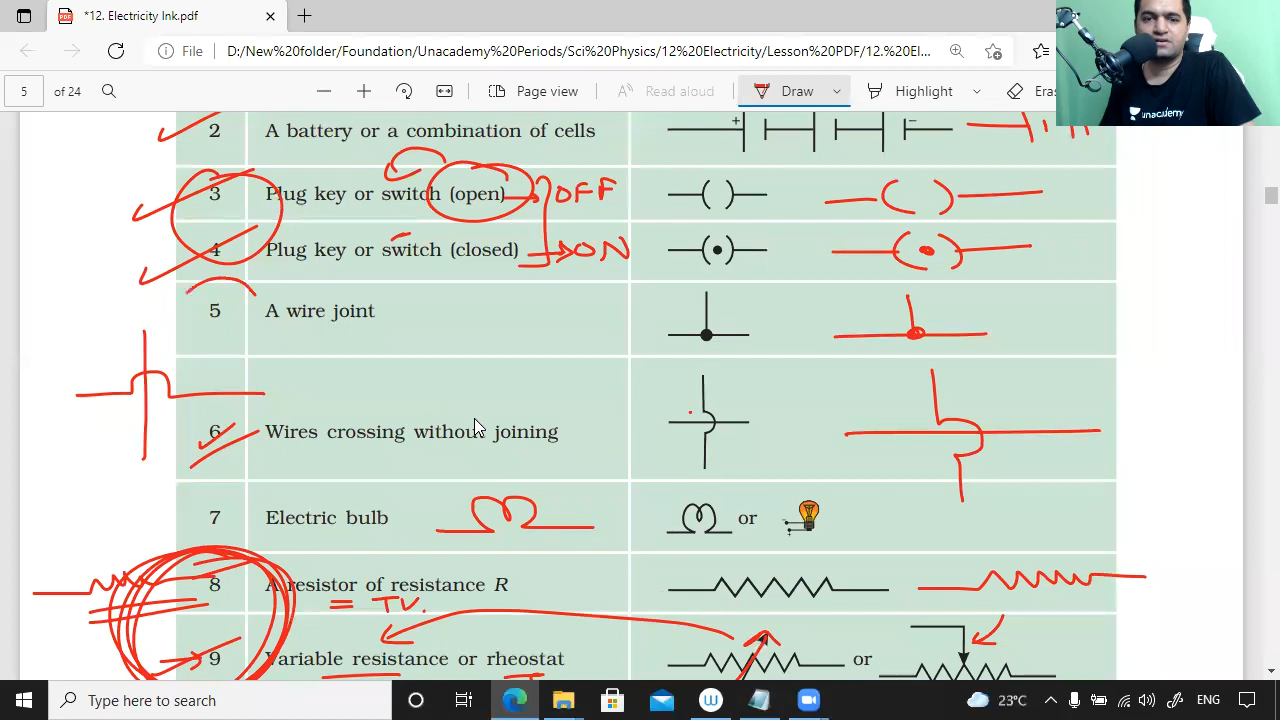 *12. Electricity Ink.pdf
File D:/New%20folder/Foundation/Unacademy%20Periods/Sci%20Physics/12%20Electricity/Lesson%20PDF/12.%20El...
5 of 24 Page view Read aloud Draw Highlight Eras
unacademy
2 A battery or a combination of cells + −
3 Plug key or switch (open) OFF
4 Plug key or switch (closed) ON
5 A wire joint
6 Wires crossing without joining
7 Electric bulb or
8 A resistor of resistance R
= TV.
9 Variable resistance or rheostat or
Type here to search 23°C ENG